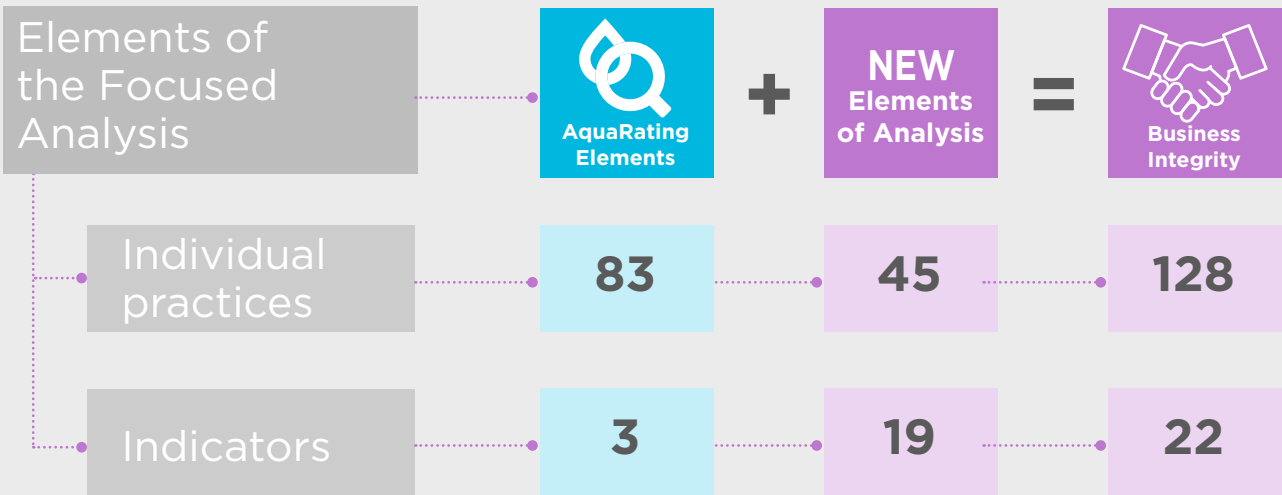 Elements of
the Focused
Analysis
AquaRating
Elements
+
NEW
Elements
of Analysis
=
Business
Integrity
Individual
practices
83
45
128
Indicators
3
19
22